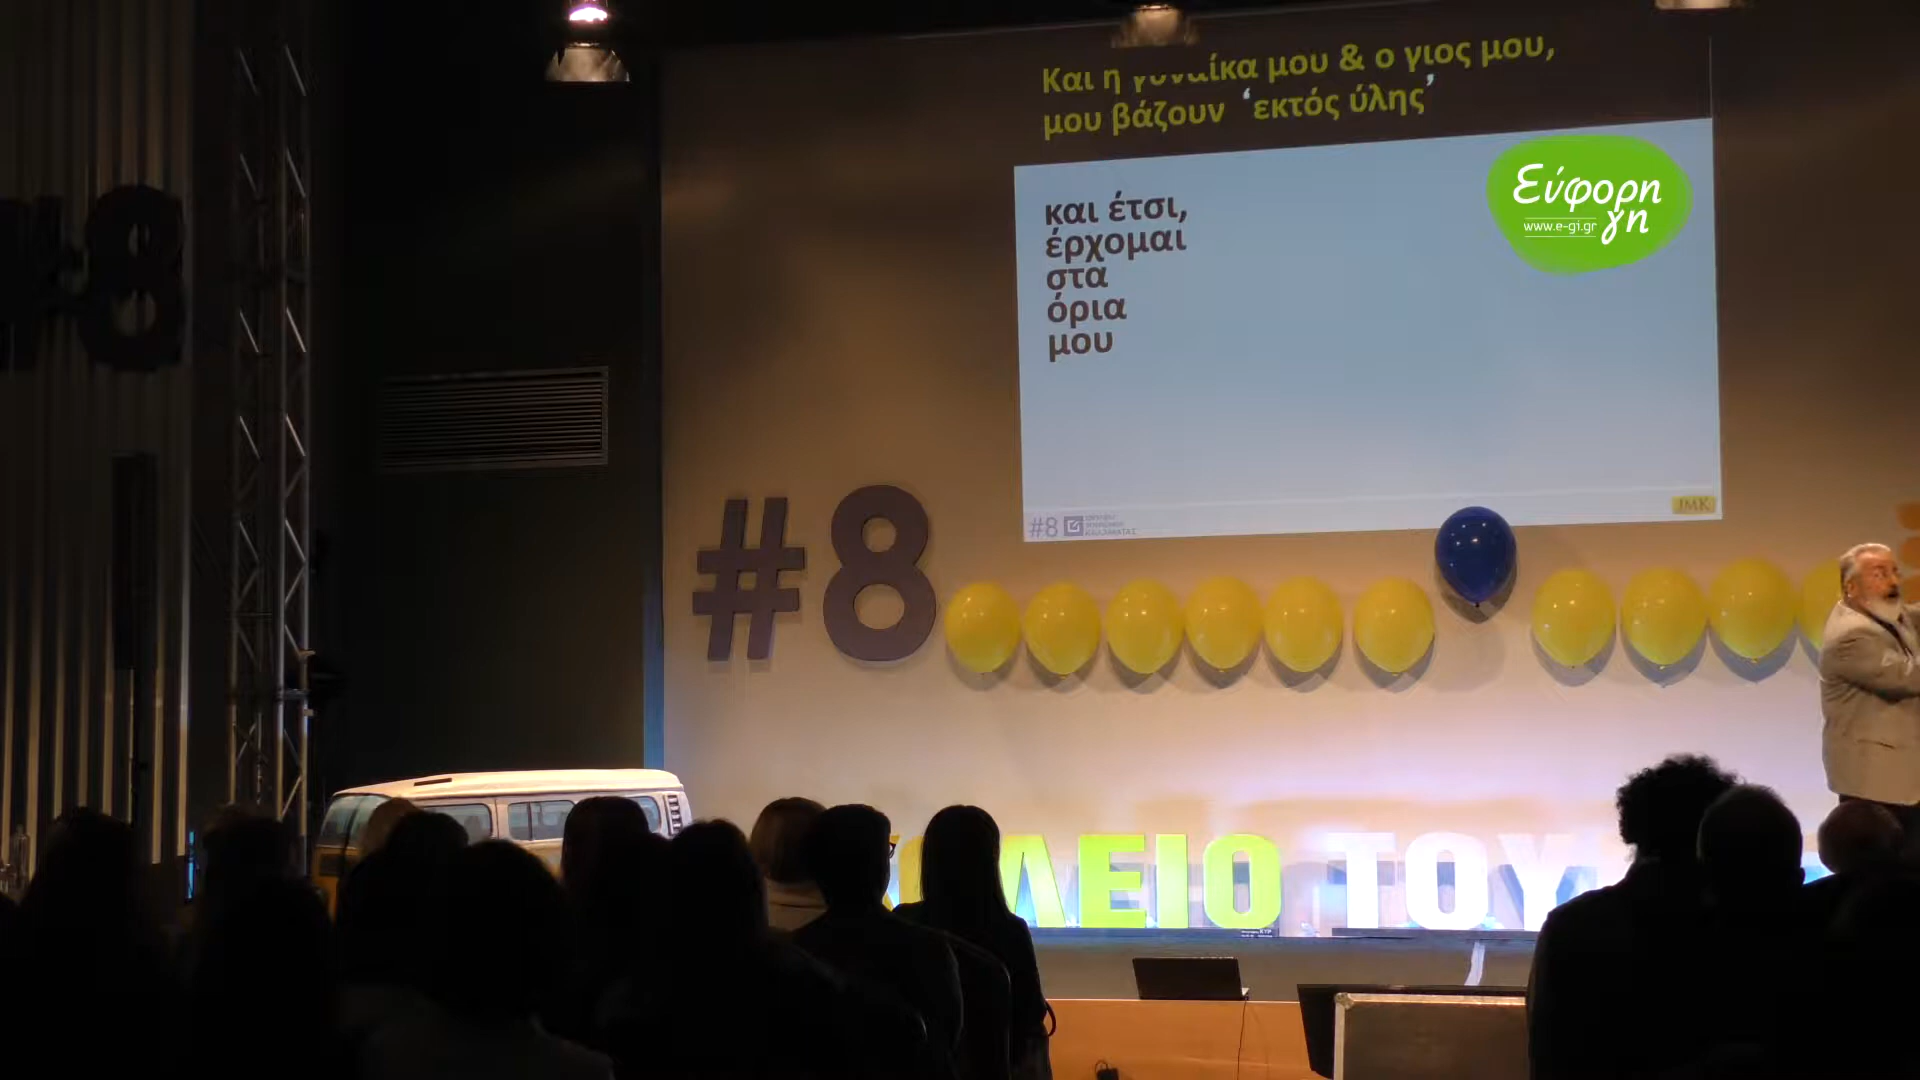 Και η γυναίκα μου & ο γιος μου,
μου βάζουν ‘εκτός ύλης’
και έτσι,
έρχομαι
στα
όρια
μου
Εύφορη
γη
www.e-gi.gr
#8
JMK
#8
ΛΕΙΟ ΤΟΥ